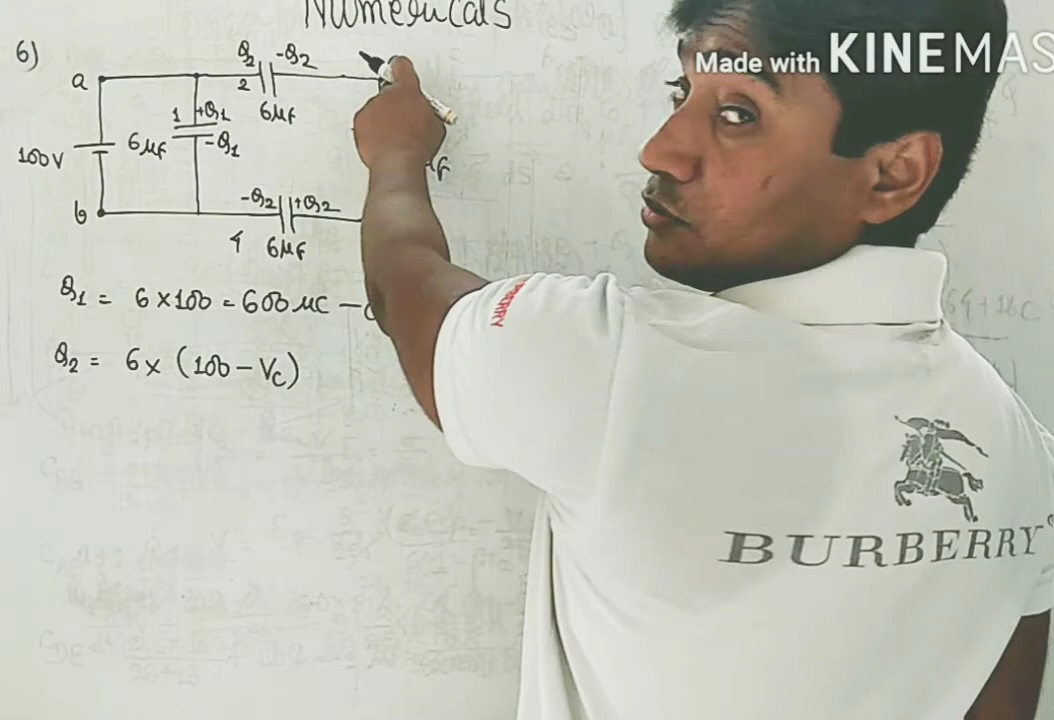 Numericals
Made with KINEMAS
6)
a
Q2 -Q2
2
6μf
1 +Q1
6μf
-Q1
100V
b
-Q2 +Q2
4 6μf
Q1 = 6×100 = 600 μC –
Q2 = 6× (100 – Vc)
BURBERRY
BURBERRY